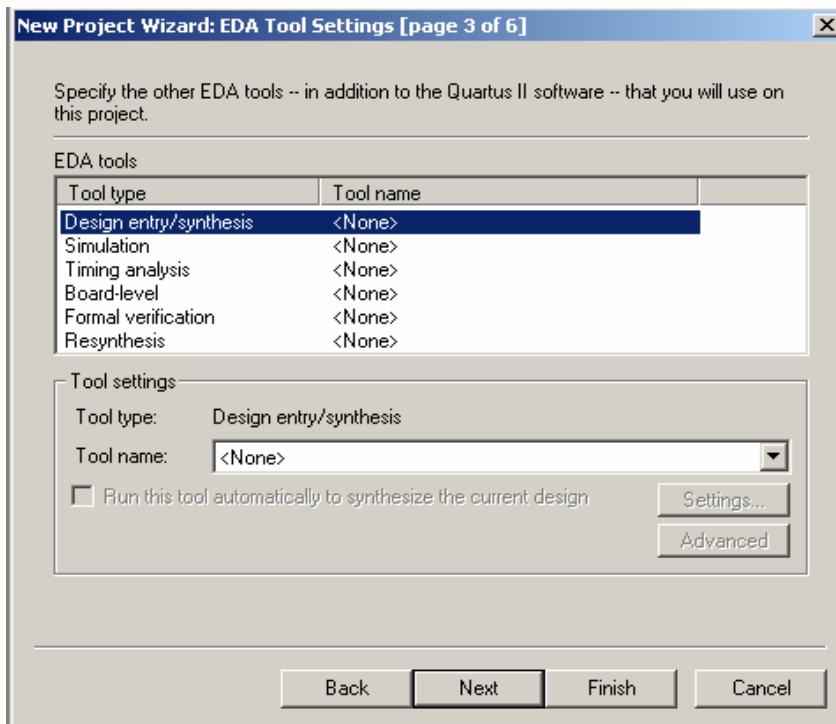 New Project Wizard: EDA Tool Settings [page 3 of 6]
Specify the other EDA tools -- in addition to the Quartus II software -- that you will use on
this project.
EDA tools
Tool type Tool name
Design entry/synthesis <None>
Simulation <None>
Timing analysis <None>
Board-level <None>
Formal verification <None>
Resynthesis <None>
Tool settings
Tool type: Design entry/synthesis
Tool name: <None>
Run this tool automatically to synthesize the current design Settings...
Advanced
Back Next Finish Cancel